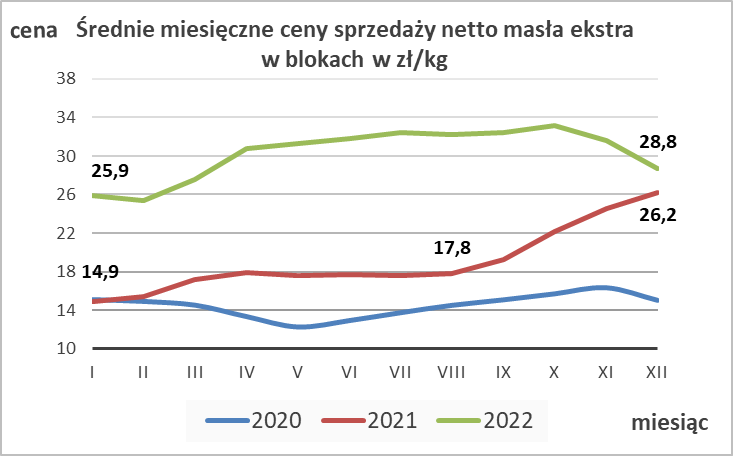 cena Średnie miesięczne ceny sprzedaży netto masła ekstra
w blokach w zł/kg
38
34
30
26
22
18
14
10
25,9
28,8
26,2
17,8
14,9
I II III IV V VI VII VIII IX X XI XII
2020 2021 2022
miesiąc